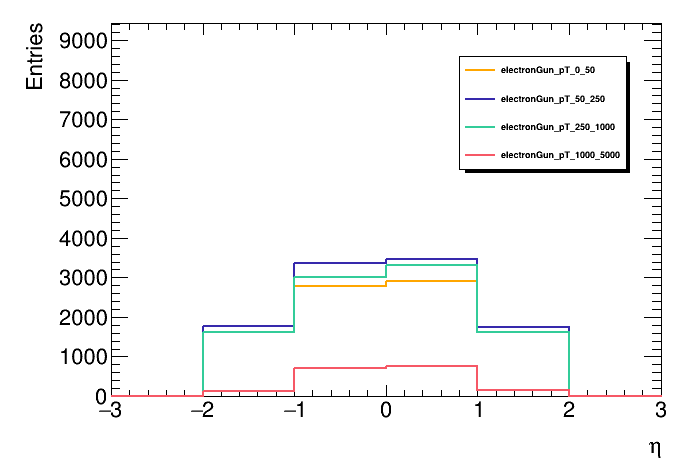 Entries
9000
8000
7000
6000
5000
4000
3000
2000
1000
0
electronGun_pT_0_50
electronGun_pT_50_250
electronGun_pT_250_1000
electronGun_pT_1000_5000
−3 −2 −1 0 1 2 3
η